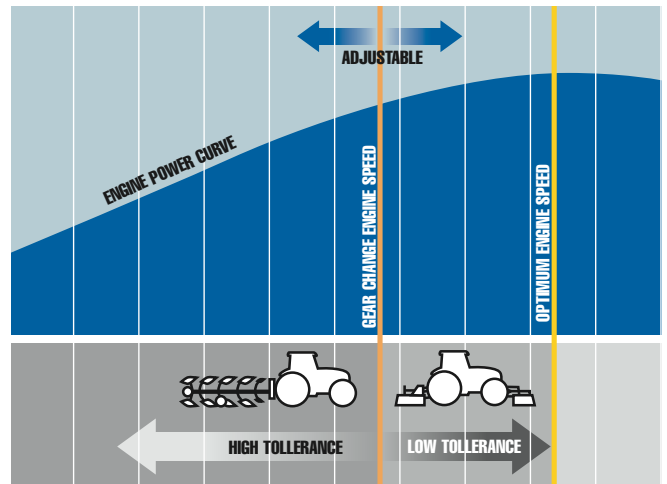 ADJUSTABLE
ENGINE POWER CURVE
GEAR CHANGE ENGINE SPEED
OPTIMUM ENGINE SPEED
HIGH TOLLERANCE
LOW TOLLERANCE